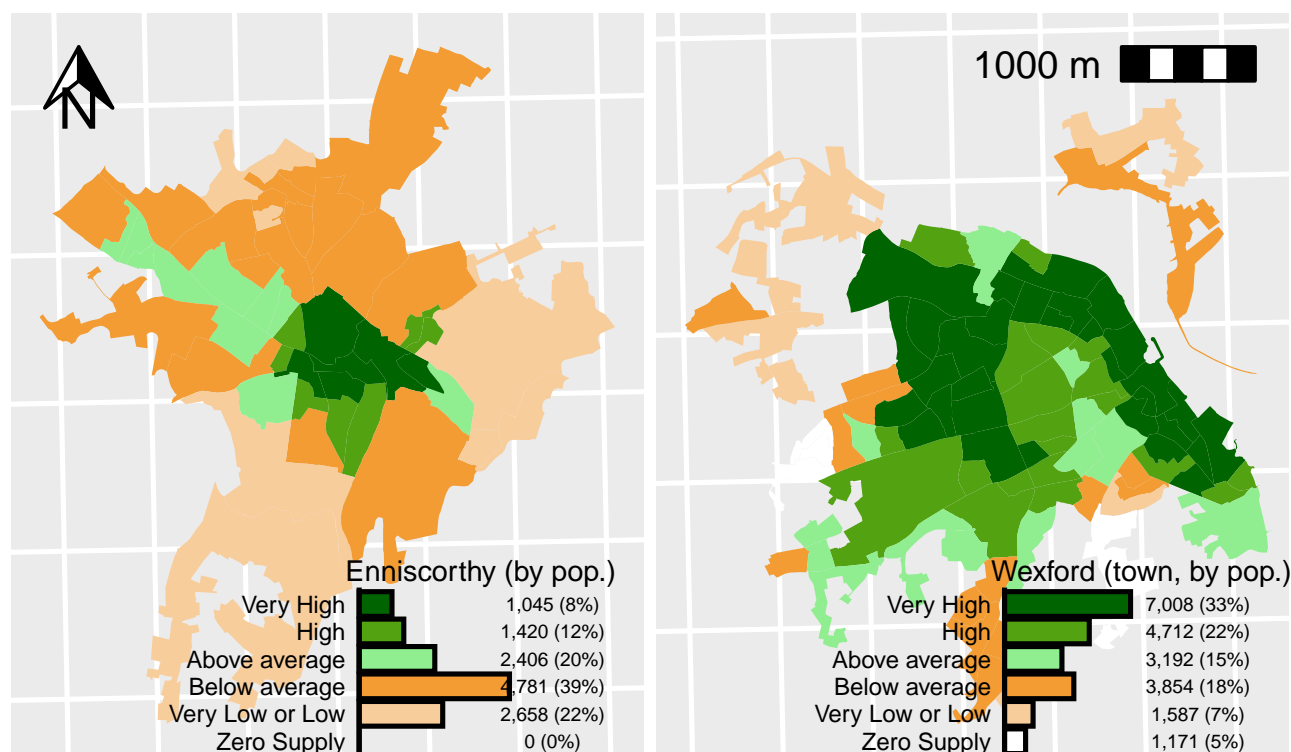 N
1000 m
Enniscorthy (by pop.)
Very High 1,045 (8%)
High 1,420 (12%)
Above average 2,406 (20%)
Below average 4,781 (39%)
Very Low or Low 2,658 (22%)
Zero Supply 0 (0%)
Wexford (town, by pop.)
Very High 7,008 (33%)
High 4,712 (22%)
Above average 3,192 (15%)
Below average 3,854 (18%)
Very Low or Low 1,587 (7%)
Zero Supply 1,171 (5%)